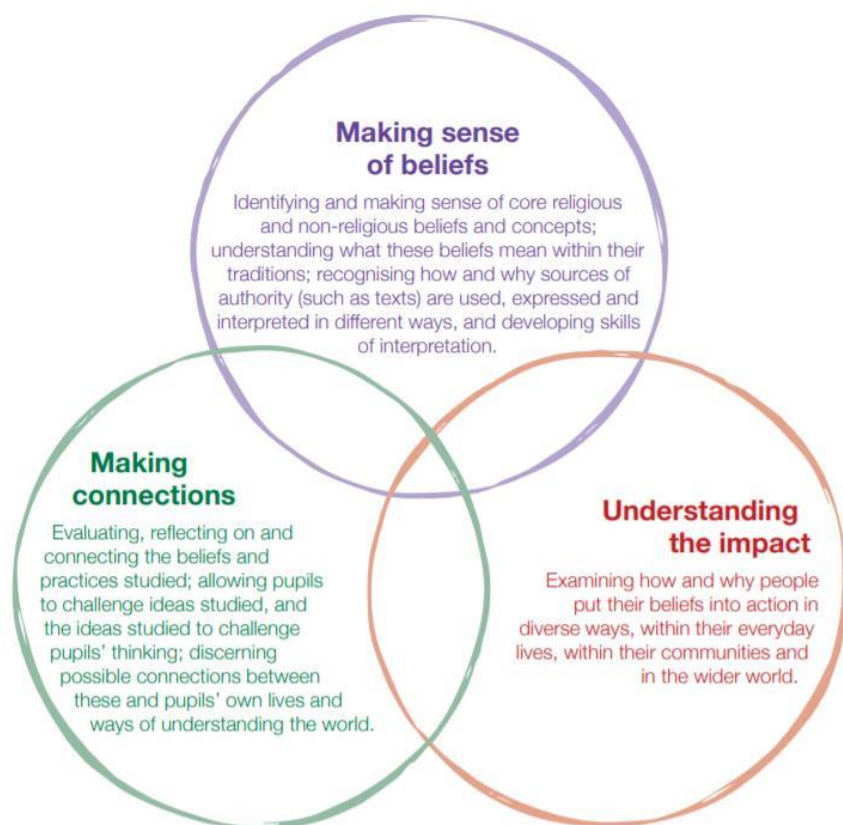 Making sense
of beliefs
Identifying and making sense of core religious
and non-religious beliefs and concepts;
understanding what these beliefs mean within their
traditions; recognising how and why sources of
authority (such as texts) are used, expressed and
interpreted in different ways, and developing skills
of interpretation.
Making
connections
Evaluating, reflecting on and
connecting the beliefs and
practices studied; allowing pupils
to challenge ideas studied, and
the ideas studied to challenge
pupils’ thinking; discerning
possible connections between
these and pupils’ own lives and
ways of understanding the world.
Understanding
the impact
Examining how and why people
put their beliefs into action in
diverse ways, within their everyday
lives, within their communities and
in the wider world.